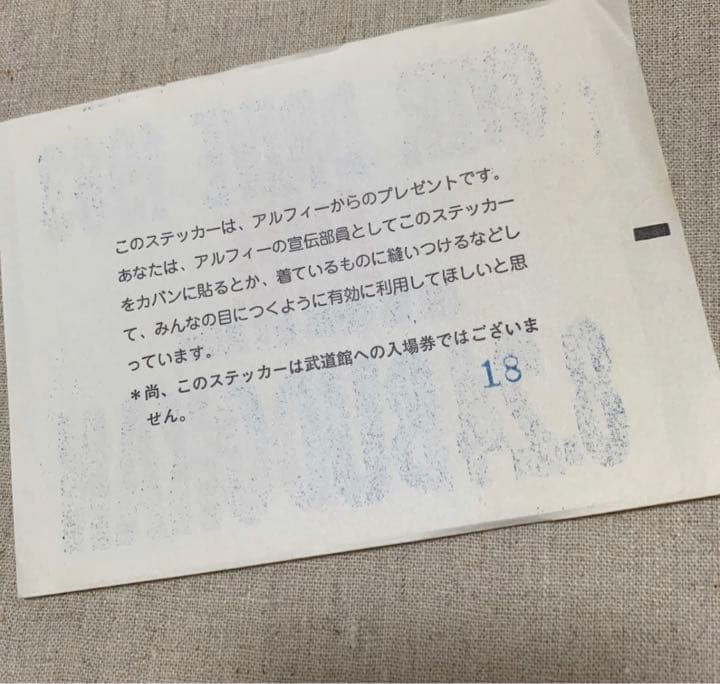 このステッカーは、アルフィーからのプレゼントです。
あなたは、アルフィーの宣伝部員としてこのステッカー
をカバンに貼るとか、着ているものに縫いつけるなどし
て、みんなの目につくように有効に利用してほしいと思
っています。
＊尚、このステッカーは武道館への入場券ではございま
せん。
18